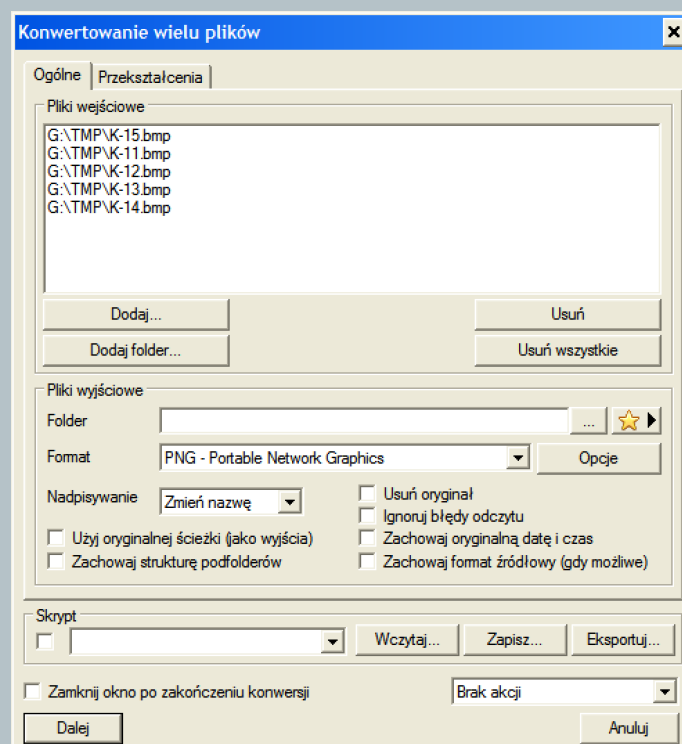 Konwertowanie wielu plików
Ogólne Przekształcenia
Pliki wejściowe
G:\TMP\K-15.bmp
G:\TMP\K-11.bmp
G:\TMP\K-12.bmp
G:\TMP\K-13.bmp
G:\TMP\K-14.bmp
Dodaj... Usuń
Dodaj folder... Usuń wszystkie
Pliki wyjściowe
Folder ...
Format PNG - Portable Network Graphics Opcje
Nadpisywanie Zmień nazwę Usuń oryginał
Ignoruj błędy odczytu
Użyj oryginalnej ścieżki (jako wyjścia) Zachowaj oryginalną datę i czas
Zachowaj strukturę podfolderów Zachowaj format źródłowy (gdy możliwe)
Skrypt
Wczytaj... Zapisz... Eksportuj...
Zamknij okno po zakończeniu konwersji Brak akcji
Dalej Anuluj